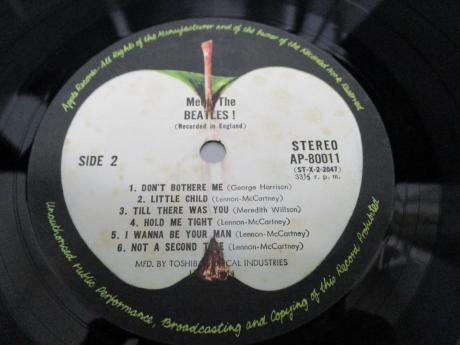 Apple Records · All Rights of the Manufacturer and of the Owner of the Recorded Work Reserved
Meet The
BEATLES !
(Recorded in England)
SIDE 2
STEREO
AP-80011
(ST-X-2-2047)
33⅓ r. p. m.
1. DON'T BOTHERE ME (George Harrison)
2. LITTLE CHILD (Lennon-McCartney)
3. TILL THERE WAS YOU (Meredith Willson)
4. HOLD ME TIGHT (Lennon-McCartney)
5. I WANNA BE YOUR MAN (Lennon-McCartney)
6. NOT A SECOND (Lennon-McCartney)
MFD. BY INDUSTRIES
Unauthorised Public Performance, Broadcasting and Copying of this Record Prohibited